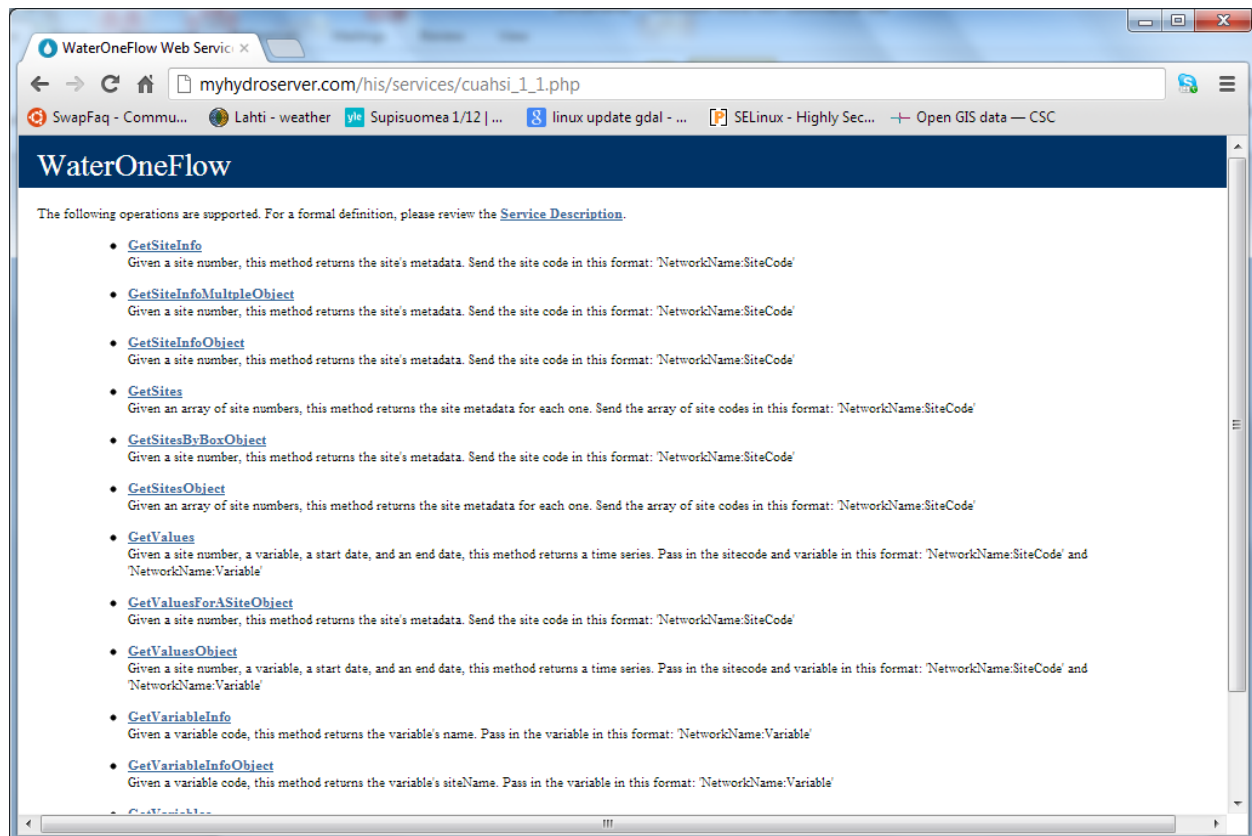 WaterOneFlow Web Servic
myhydroserver.com/his/services/cuahsi_1_1.php
SwapFaq - Commu... Lahti - weather yle Supisuomea 1/12 | ... 8 linux update gdal - ... [P] SELinux - Highly Sec... Open GIS data — CSC
WaterOneFlow
The following operations are supported. For a formal definition, please review the Service Description.
• GetSiteInfo
Given a site number, this method returns the site's metadata. Send the site code in this format: 'NetworkName:SiteCode'
• GetSiteInfoMultpleObject
Given a site number, this method returns the site's metadata. Send the site code in this format: 'NetworkName:SiteCode'
• GetSiteInfoObject
Given a site number, this method returns the site's metadata. Send the site code in this format: 'NetworkName:SiteCode'
• GetSites
Given an array of site numbers, this method returns the site metadata for each one. Send the array of site codes in this format: 'NetworkName:SiteCode'
• GetSitesByBoxObject
Given a site number, this method returns the site's metadata. Send the site code in this format: 'NetworkName:SiteCode'
• GetSitesObject
Given an array of site numbers, this method returns the site metadata for each one. Send the array of site codes in this format: 'NetworkName:SiteCode'
• GetValues
Given a site number, a variable, a start date, and an end date, this method returns a time series. Pass in the sitecode and variable in this format: 'NetworkName:SiteCode' and
'NetworkName:Variable'
• GetValuesForASiteObject
Given a site number, this method returns the site's metadata. Send the site code in this format: 'NetworkName:SiteCode'
• GetValuesObject
Given a site number, a variable, a start date, and an end date, this method returns a time series. Pass in the sitecode and variable in this format: 'NetworkName:SiteCode' and
'NetworkName:Variable'
• GetVariableInfo
Given a variable code, this method returns the variable's name. Pass in the variable in this format: 'NetworkName:Variable'
• GetVariableInfoObject
Given a variable code, this method returns the variable's siteName. Pass in the variable in this format: 'NetworkName:Variable'
• GetVariables